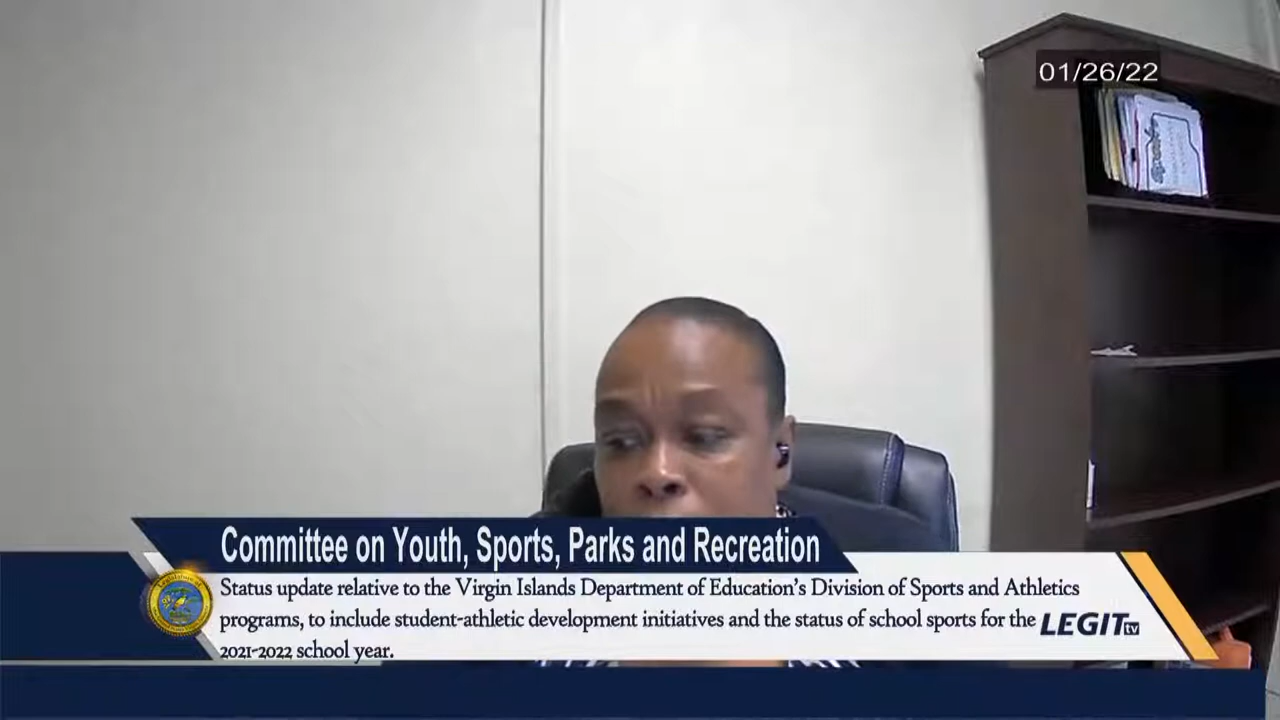 01/26/22
Committee on Youth, Sports, Parks and Recreation
Status update relative to the Virgin Islands Department of Education's Division of Sports and Athletics
programs, to include student-athletic development initiatives and the status of school sports for the
2021-2022 school year.
LEGIT tv